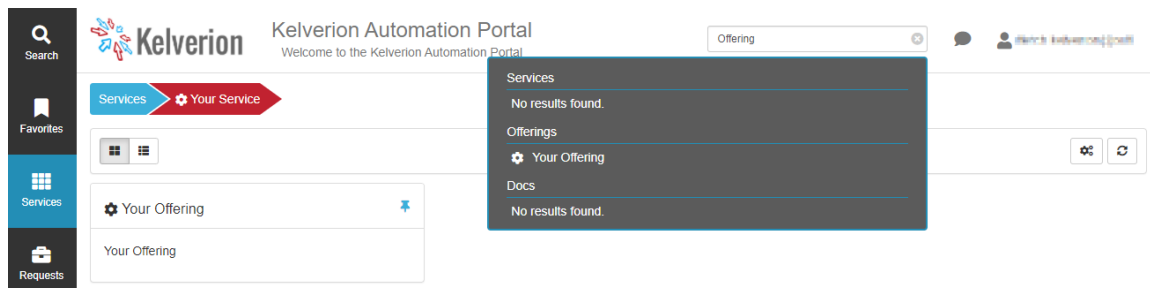 Search
Kelverion
Kelverion Automation Portal
Welcome to the Kelverion Automation Portal
Offering
Services
No results found.
Offerings
Your Offering
Docs
No results found.
Services
Your Service
Favorites
Services
Your Offering
Your Offering
Requests